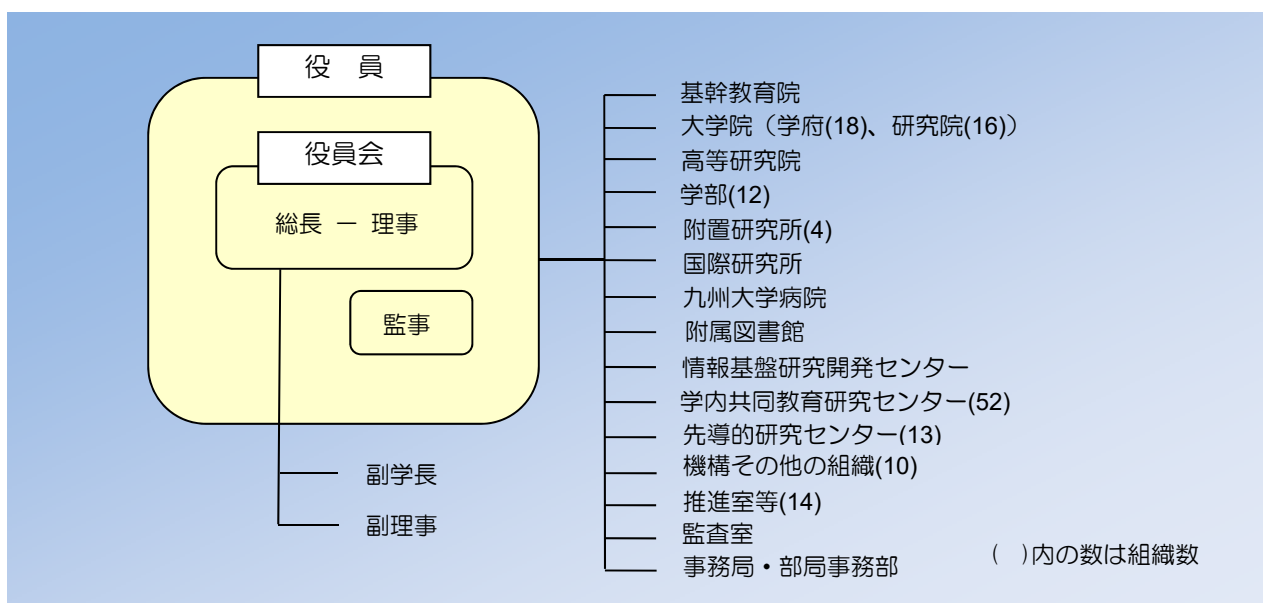 役 員
役員会
総長 ー 理事
監事
副学長
副理事
基幹教育院
大学院（学府(18)、研究院(16)）
高等研究院
学部(12)
附置研究所(4)
国際研究所
九州大学病院
附属図書館
情報基盤研究開発センター
学内共同教育研究センター(52)
先導的研究センター(13)
機構その他の組織(10)
推進室等(14)
監査室
事務局・部局事務部
( )内の数は組織数